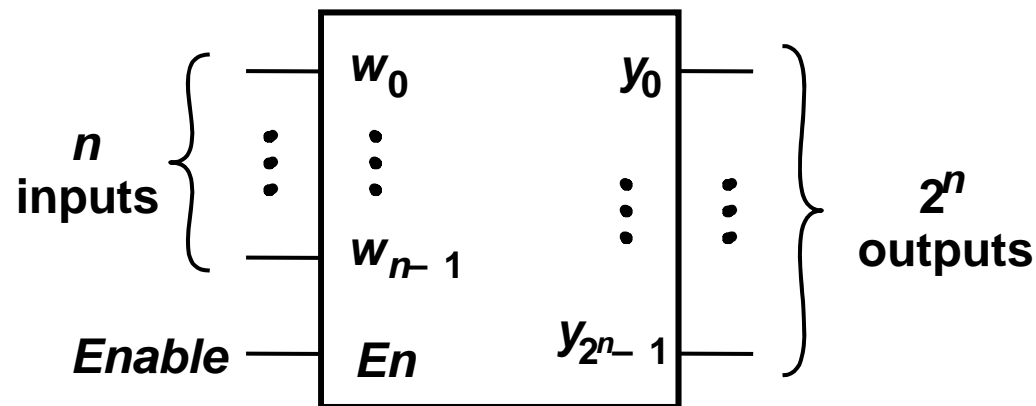 n
inputs
w₀
wₙ₋ ₁
Enable
En
y₀
y₂ⁿ₋ ₁
2ⁿ
outputs